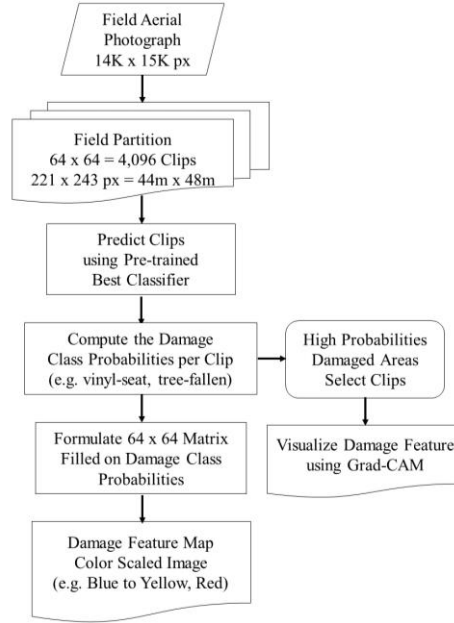 Field Aerial
Photograph
14K x 15K px
Field Partition
64 x 64 = 4,096 Clips
221 x 243 px = 44m x 48m
Predict Clips
using Pre-trained
Best Classifier
Compute the Damage
Class Probabilities per Clip
(e.g. vinyl-seat, tree-fallen)
High Probabilities
Damaged Areas
Select Clips
Formulate 64 x 64 Matrix
Filled on Damage Class
Probabilities
Visualize Damage Feature
using Grad-CAM
Damage Feature Map
Color Scaled Image
(e.g. Blue to Yellow, Red)